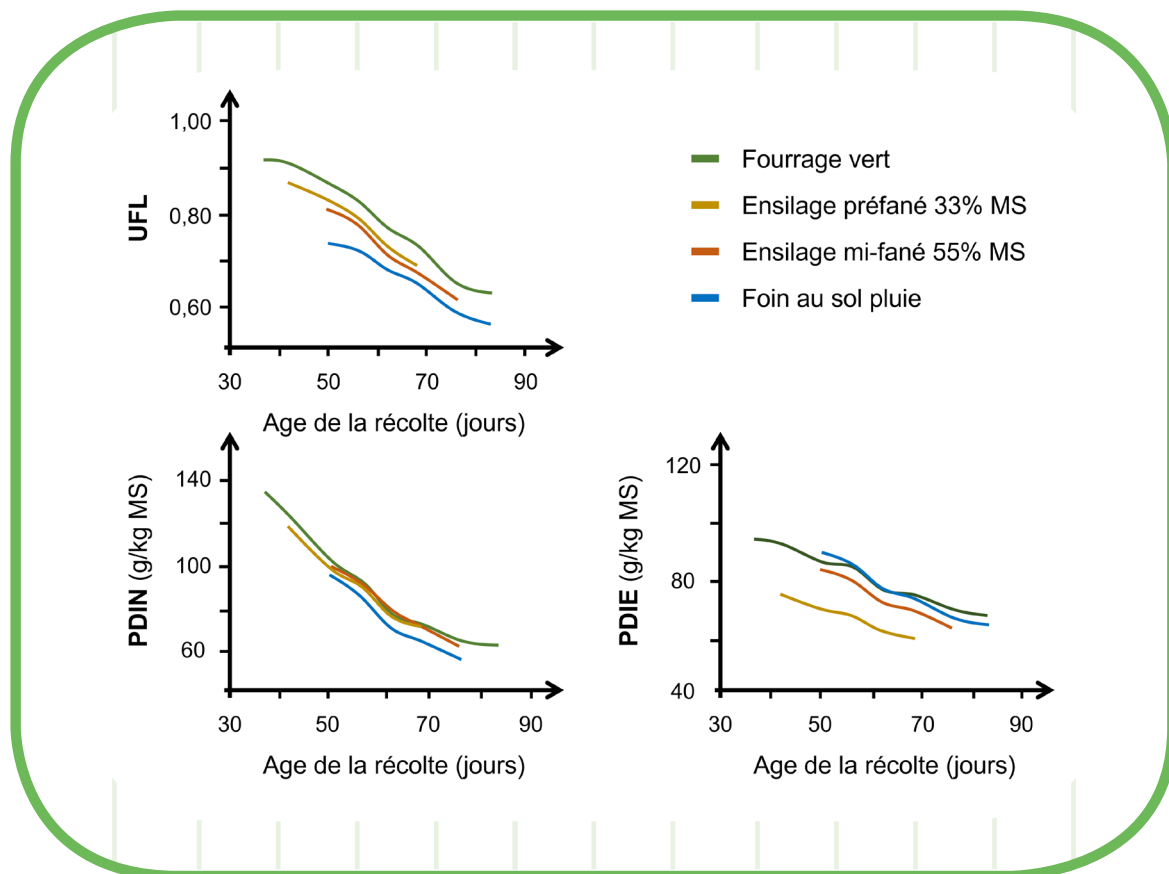 1,00
0,80
0,60
UFL
30 50 70 90
Age de la récolte (jours)
Fourrage vert
Ensilage préfané 33% MS
Ensilage mi-fané 55% MS
Foin au sol pluie
140
100
60
PDIN (g/kg MS)
30 50 70 90
Age de la récolte (jours)
120
80
40
PDIE (g/kg MS)
30 50 70 90
Age de la récolte (jours)